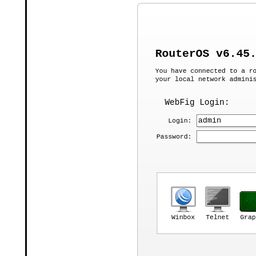 RouterOS v6.45.
You have connected to a ro
your local network adminis
WebFig Login:
Login: admin
Password:
Winbox Telnet Grap